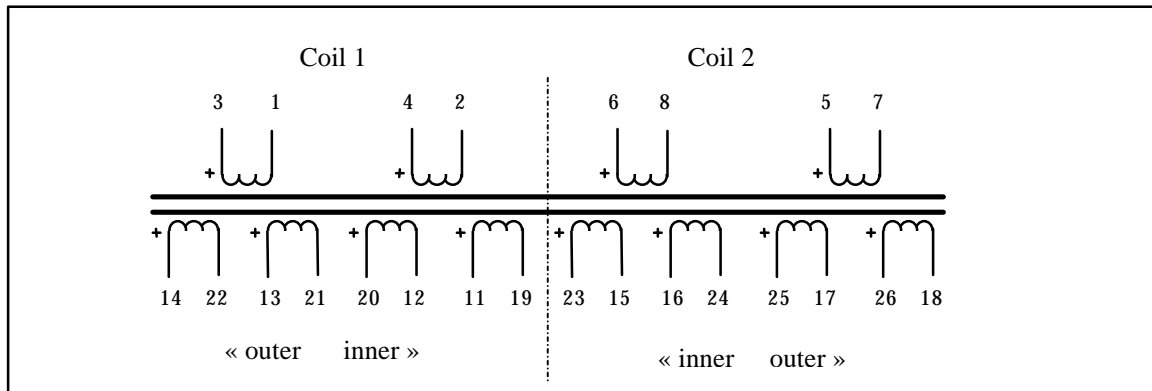 Coil 1 Coil 2
3 1 4 2 6 8 5 7
+ + + +
+ + + + + + + +
14 22 13 21 20 12 11 19 23 15 16 24 25 17 26 18
« outer inner » « inner outer »